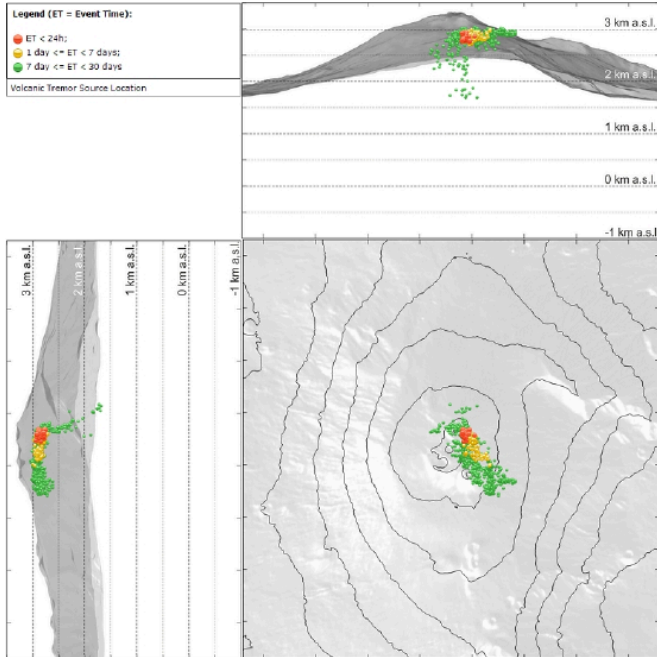 Legend (ET = Event Time):
ET < 24h;
1 day <= ET < 7 days;
7 day <= ET < 30 days
Volcanic Tremor Source Location
3 km a.s.l.
2 km a.s.l.
1 km a.s.l.
0 km a.s.l.
-1 km a.s.l
3 km a.s.l.
2 km a.s.l.
1 km a.s.l.
0 km a.s.l.
-1 km a.s.l